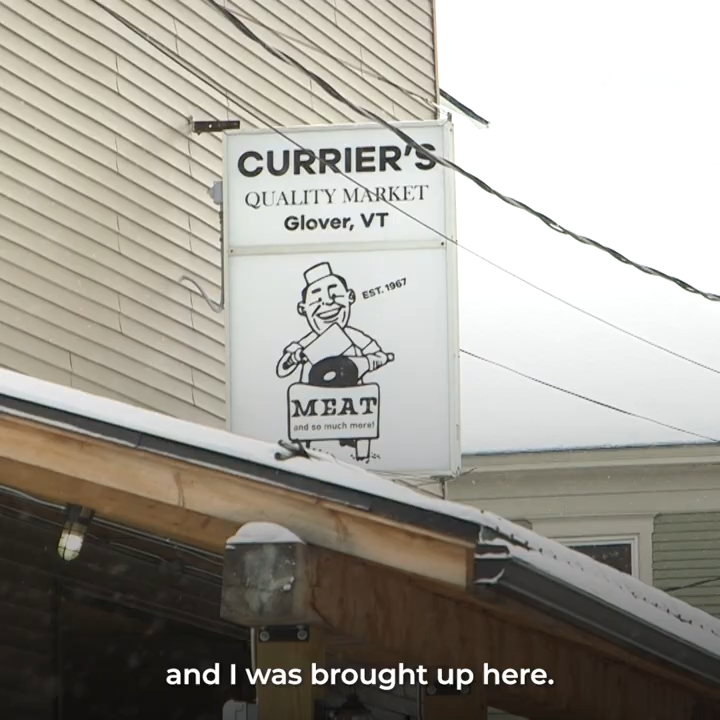 CURRIER'S
QUALITY MARKET
Glover, VT
EST. 1967
MEAT
and so much more!
and I was brought up here.